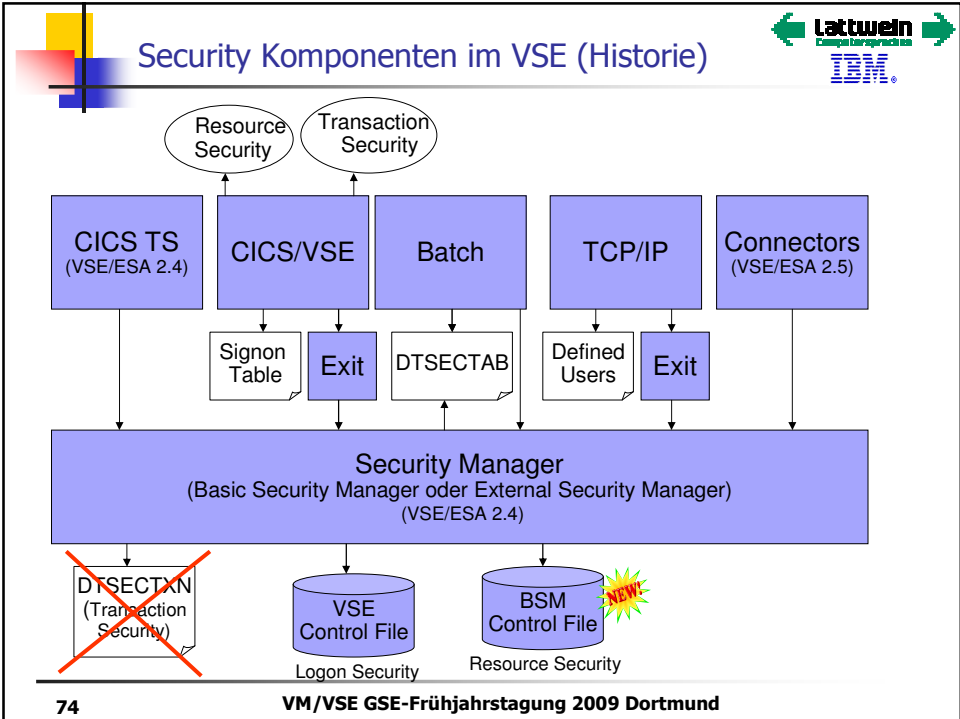 Security Komponenten im VSE (Historie)
Lattwein
Computersprachen
IBM®
Resource
Security
Transaction
Security
CICS TS
(VSE/ESA 2.4)
CICS/VSE
Batch
TCP/IP
Connectors
(VSE/ESA 2.5)
Signon
Table
Exit
DTSECTAB
Defined
Users
Exit
Security Manager
(Basic Security Manager oder External Security Manager)
(VSE/ESA 2.4)
DTSECTXN
(Transaction
Security)
VSE
Control File
Logon Security
BSM
Control File
NEW!
Resource Security
74
VM/VSE GSE-Frühjahrstagung 2009 Dortmund